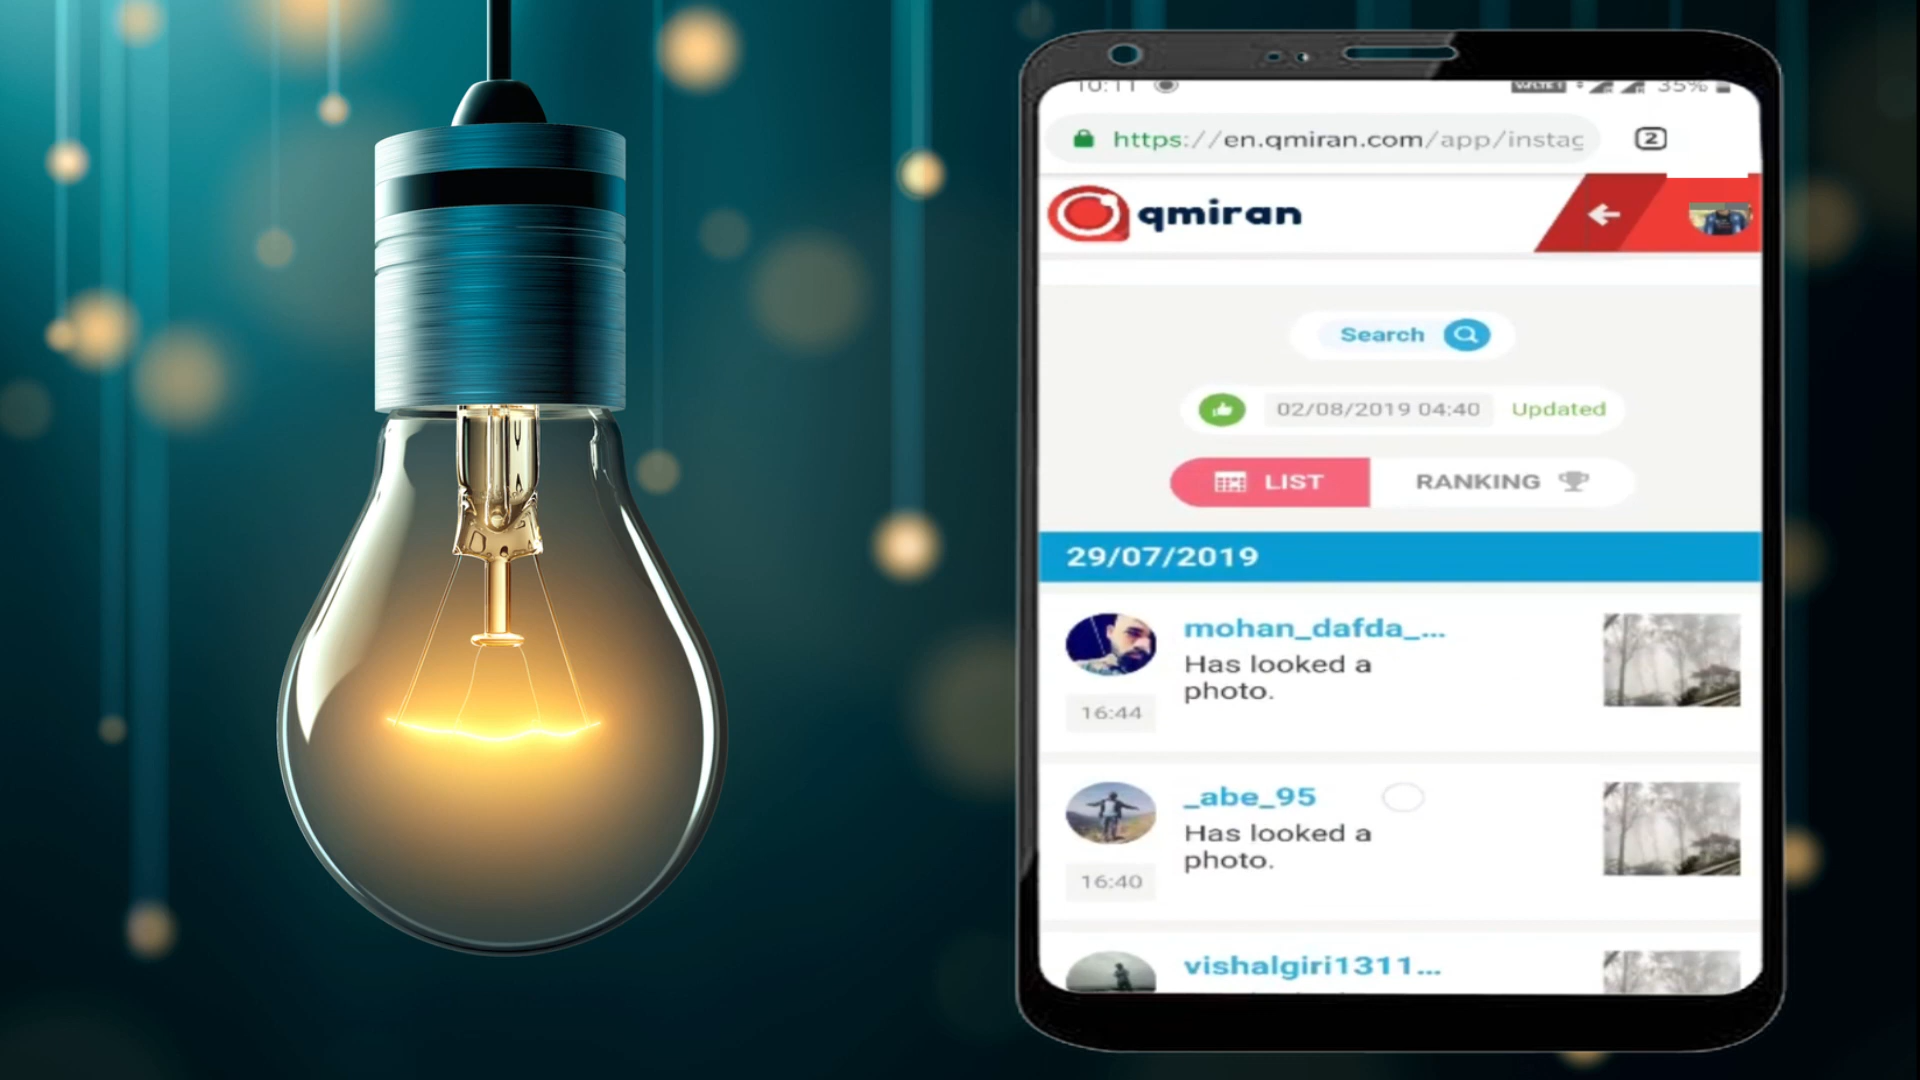 10:11 35%
https://en.qmiran.com/app/instag
2
qmiran
Search
02/08/2019 04:40 Updated
LIST RANKING
29/07/2019
mohan_dafda_...
Has looked a
photo.
16:44
_abe_95
Has looked a
photo.
16:40
vishalgiri1311...